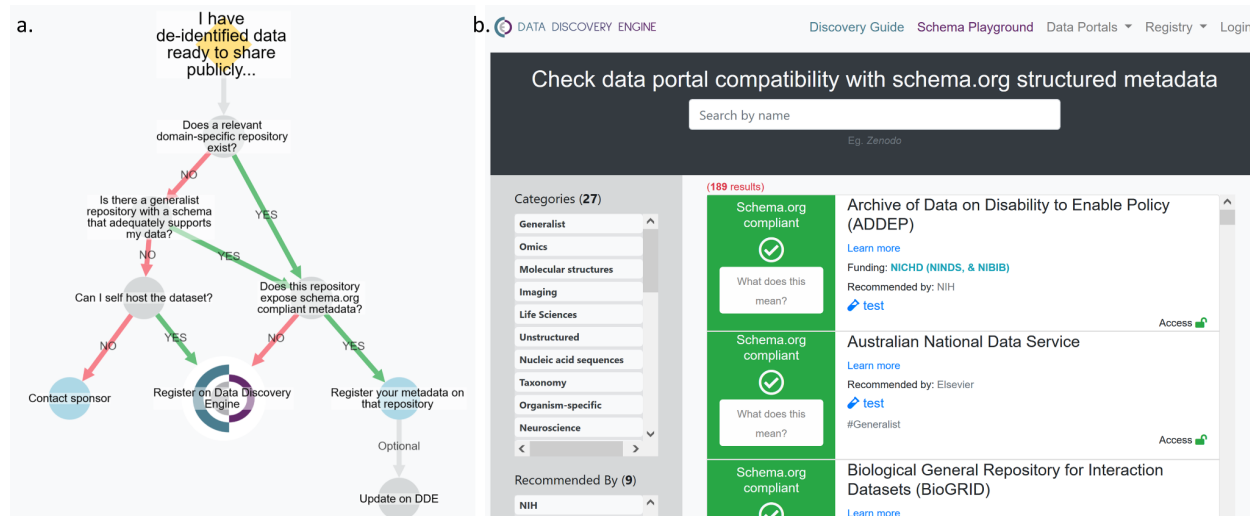 a.
I have
de-identified data
ready to share
publicly...
Does a relevant
domain-specific repository
exist?
NO
YES
Is there a generalist
repository with a schema
that adequately supports
my data?
NO
YES
Can I self host the dataset?
Does this repository
expose schema.org
compliant metadata?
NO
YES
NO
YES
Contact sponsor
Register on Data Discovery
Engine
Register your metadata on
that repository
Optional
Update on DDE
b.
DATA DISCOVERY ENGINE
Discovery Guide Schema Playground Data Portals Registry Login
Check data portal compatibility with schema.org structured metadata
Search by name
Eg. Zenodo
Categories (27)
Generalist
Omics
Molecular structures
Imaging
Life Sciences
Unstructured
Nucleic acid sequences
Taxonomy
Organism-specific
Neuroscience
Recommended By (9)
NIH
(189 results)
Schema.org
compliant
What does this
mean?
Archive of Data on Disability to Enable Policy
(ADDEP)
Learn more
Funding: NICHD (NINDS, & NIBIB)
Recommended by: NIH
test
Access
Schema.org
compliant
What does this
mean?
Australian National Data Service
Learn more
Recommended by: Elsevier
test
#Generalist
Access
Schema.org
compliant
Biological General Repository for Interaction
Datasets (BioGRID)
Learn more